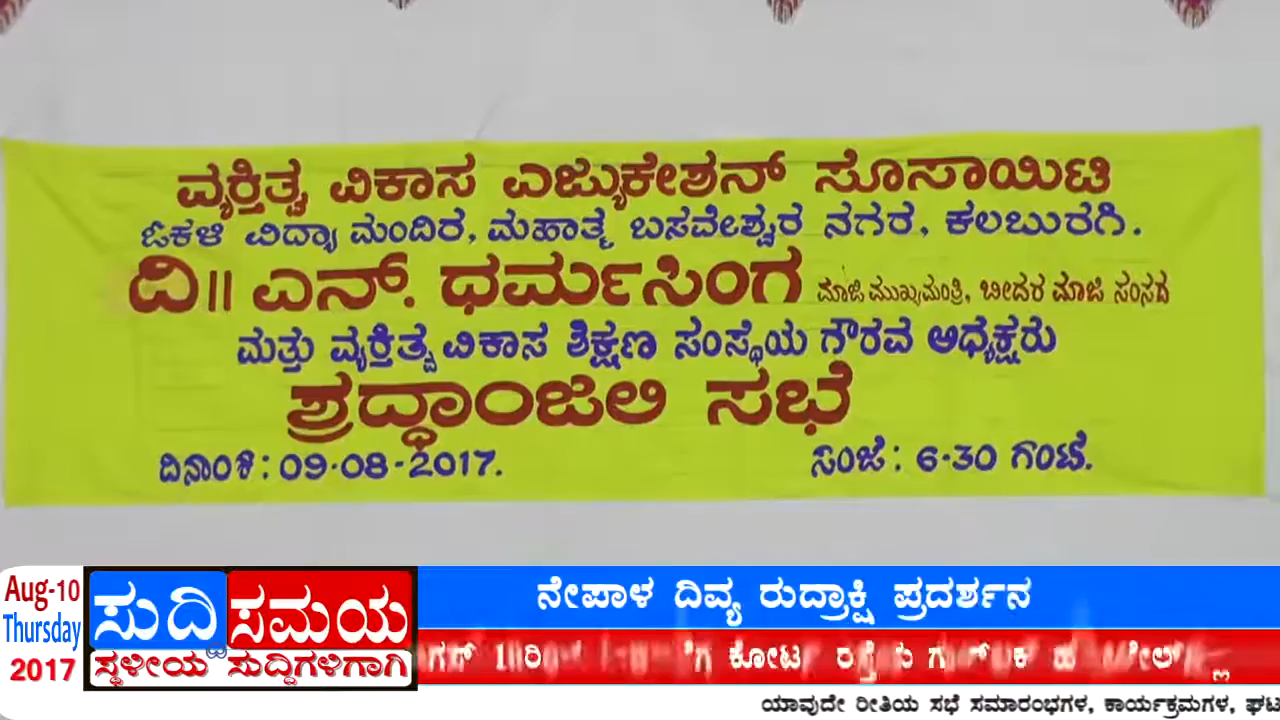 ವ್ಯಕ್ತಿತ್ವ ವಿಕಾಸ ಎಜ್ಯುಕೇಶನ್ ಸೊಸಾಯಿಟಿ
ಓಕಳಿ ವಿದ್ಯಾ ಮಂದಿರ, ಮಹಾತ್ಮ ಬಸವೇಶ್ವರ ನಗರ, ಕಲಬುರಗಿ.
ದಿ॥ ಎನ್. ಧರ್ಮಸಿಂಗ ಮಾಜಿ ಮುಖ್ಯಮಂತ್ರಿ, ಬೀದರ ಮಾಜಿ ಸಂಸದ
ಮತ್ತು ವ್ಯಕ್ತಿತ್ವ ವಿಕಾಸ ಶಿಕ್ಷಣ ಸಂಸ್ಥೆಯ ಗೌರವ ಅಧ್ಯಕ್ಷರು
ಶ್ರದ್ಧಾಂಜಲಿ ಸಭೆ
ದಿನಾಂಕ: 09-08-2017. ಸಂಜೆ: 6-30 ಗಂಟೆ.
Aug-10
Thursday
2017
ಸುದ್ದಿ ಸಮಯ
ಸ್ಥಳೀಯ ಸುದ್ದಿಗಳಿಗಾಗಿ
ನೇಪಾಳ ದಿವ್ಯ ರುದ್ರಾಕ್ಷಿ ಪ್ರದರ್ಶನ
ಕೋರ್ಟ್
ಯಾವುದೇ ರೀತಿಯ ಸಭೆ ಸಮಾರಂಭಗಳ, ಕಾರ್ಯಕ್ರಮಗಳ,